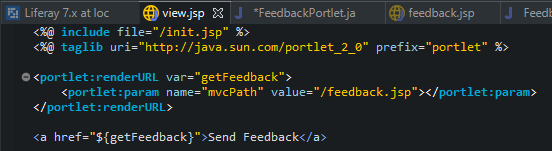 Liferay 7.x at loc view.jsp *FeedbackPortlet.ja feedback.jsp Feed
<%@ include file="/init.jsp" %>
<%@ taglib uri="http://java.sun.com/portlet_2_0" prefix="portlet" %>
<portlet:renderURL var="getFeedback">
<portlet:param name="mvcPath" value="/feedback.jsp"></portlet:param>
</portlet:renderURL>
<a href="${getFeedback}">Send Feedback</a>